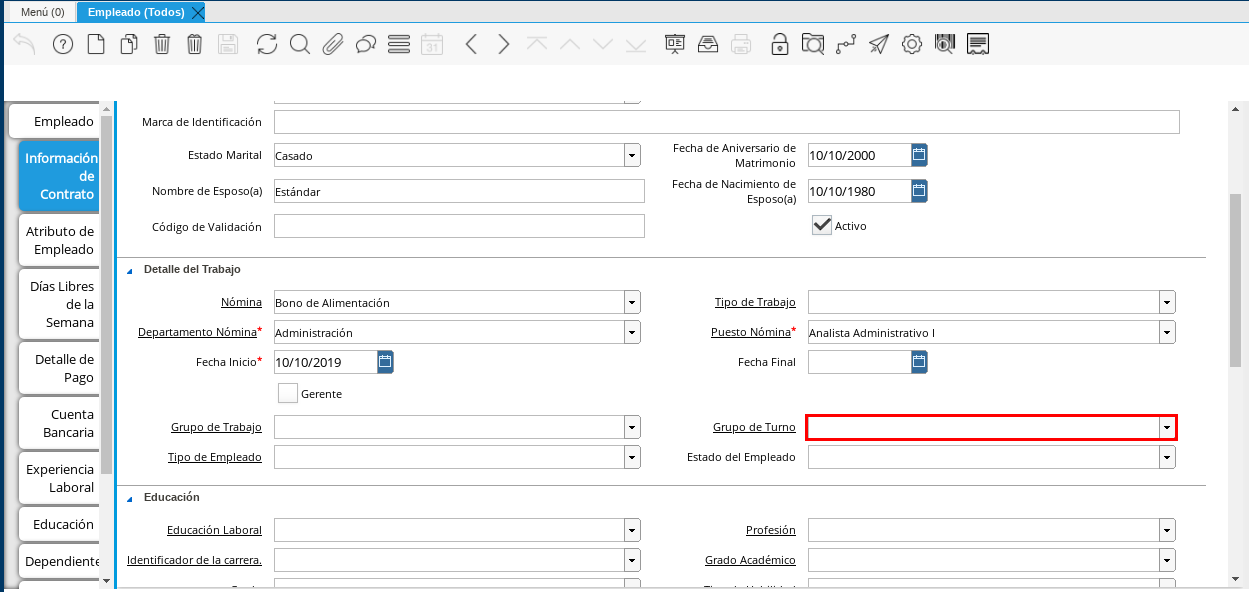 Menú (0)
Empleado (Todos)
31
Empleado
Información
de
Contrato
Atributo de
Empleado
Días Libres
de la
Semana
Detalle de
Pago
Cuenta
Bancaria
Experiencia
Laboral
Educación
Dependiente
Marca de Identificación
Estado Marital Casado
Fecha de Aniversario de
Matrimonio 10/10/2000
Nombre de Esposo(a) Estándar
Fecha de Nacimiento de
Esposo(a) 10/10/1980
Código de Validación
Activo
Detalle del Trabajo
Nómina Bono de Alimentación Tipo de Trabajo
Departamento Nómina* Administración Puesto Nómina* Analista Administrativo I
Fecha Inicio* 10/10/2019 Fecha Final
Gerente
Grupo de Trabajo Grupo de Turno
Tipo de Empleado Estado del Empleado
Educación
Educación Laboral Profesión
Identificador de la carrera. Grado Académico